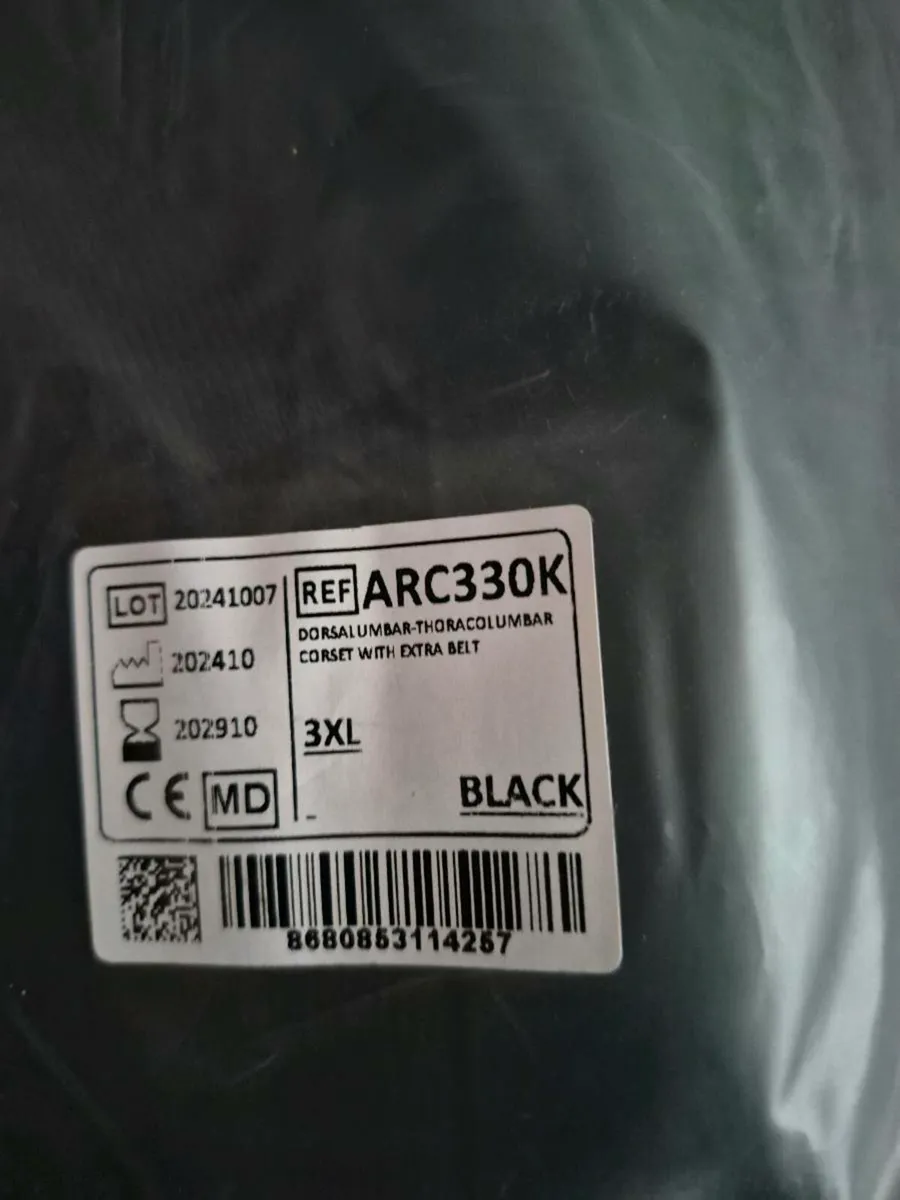 LOT 20241007
202410
202910
CE MD
REF ARC330K
DORSALUMBAR-THORACOLUMBAR
CORSET WITH EXTRA BELT
3XL
BLACK
8680853114257